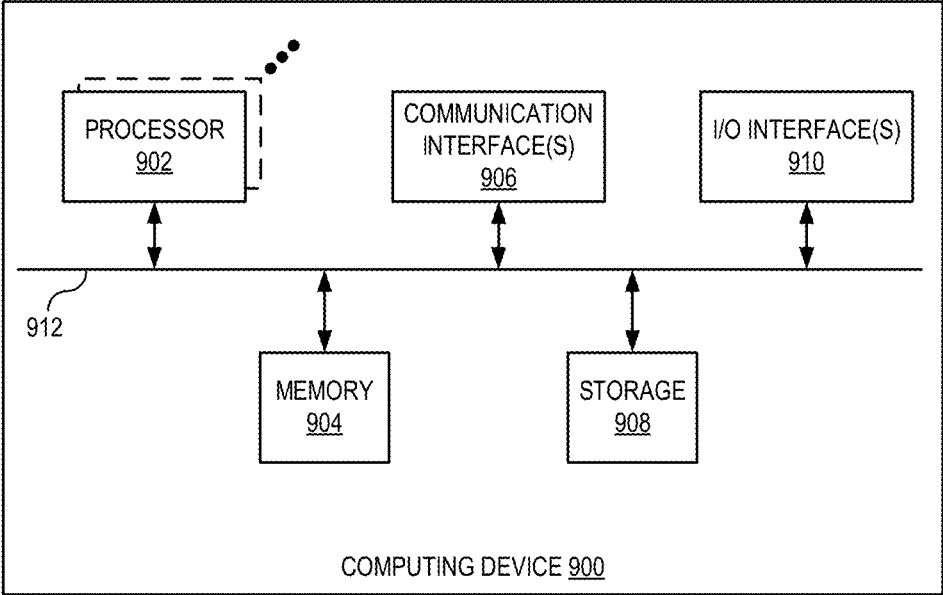 PROCESSOR
902
COMMUNICATION
INTERFACE(S)
906
I/O INTERFACE(S)
910
912
MEMORY
904
STORAGE
908
COMPUTING DEVICE 900